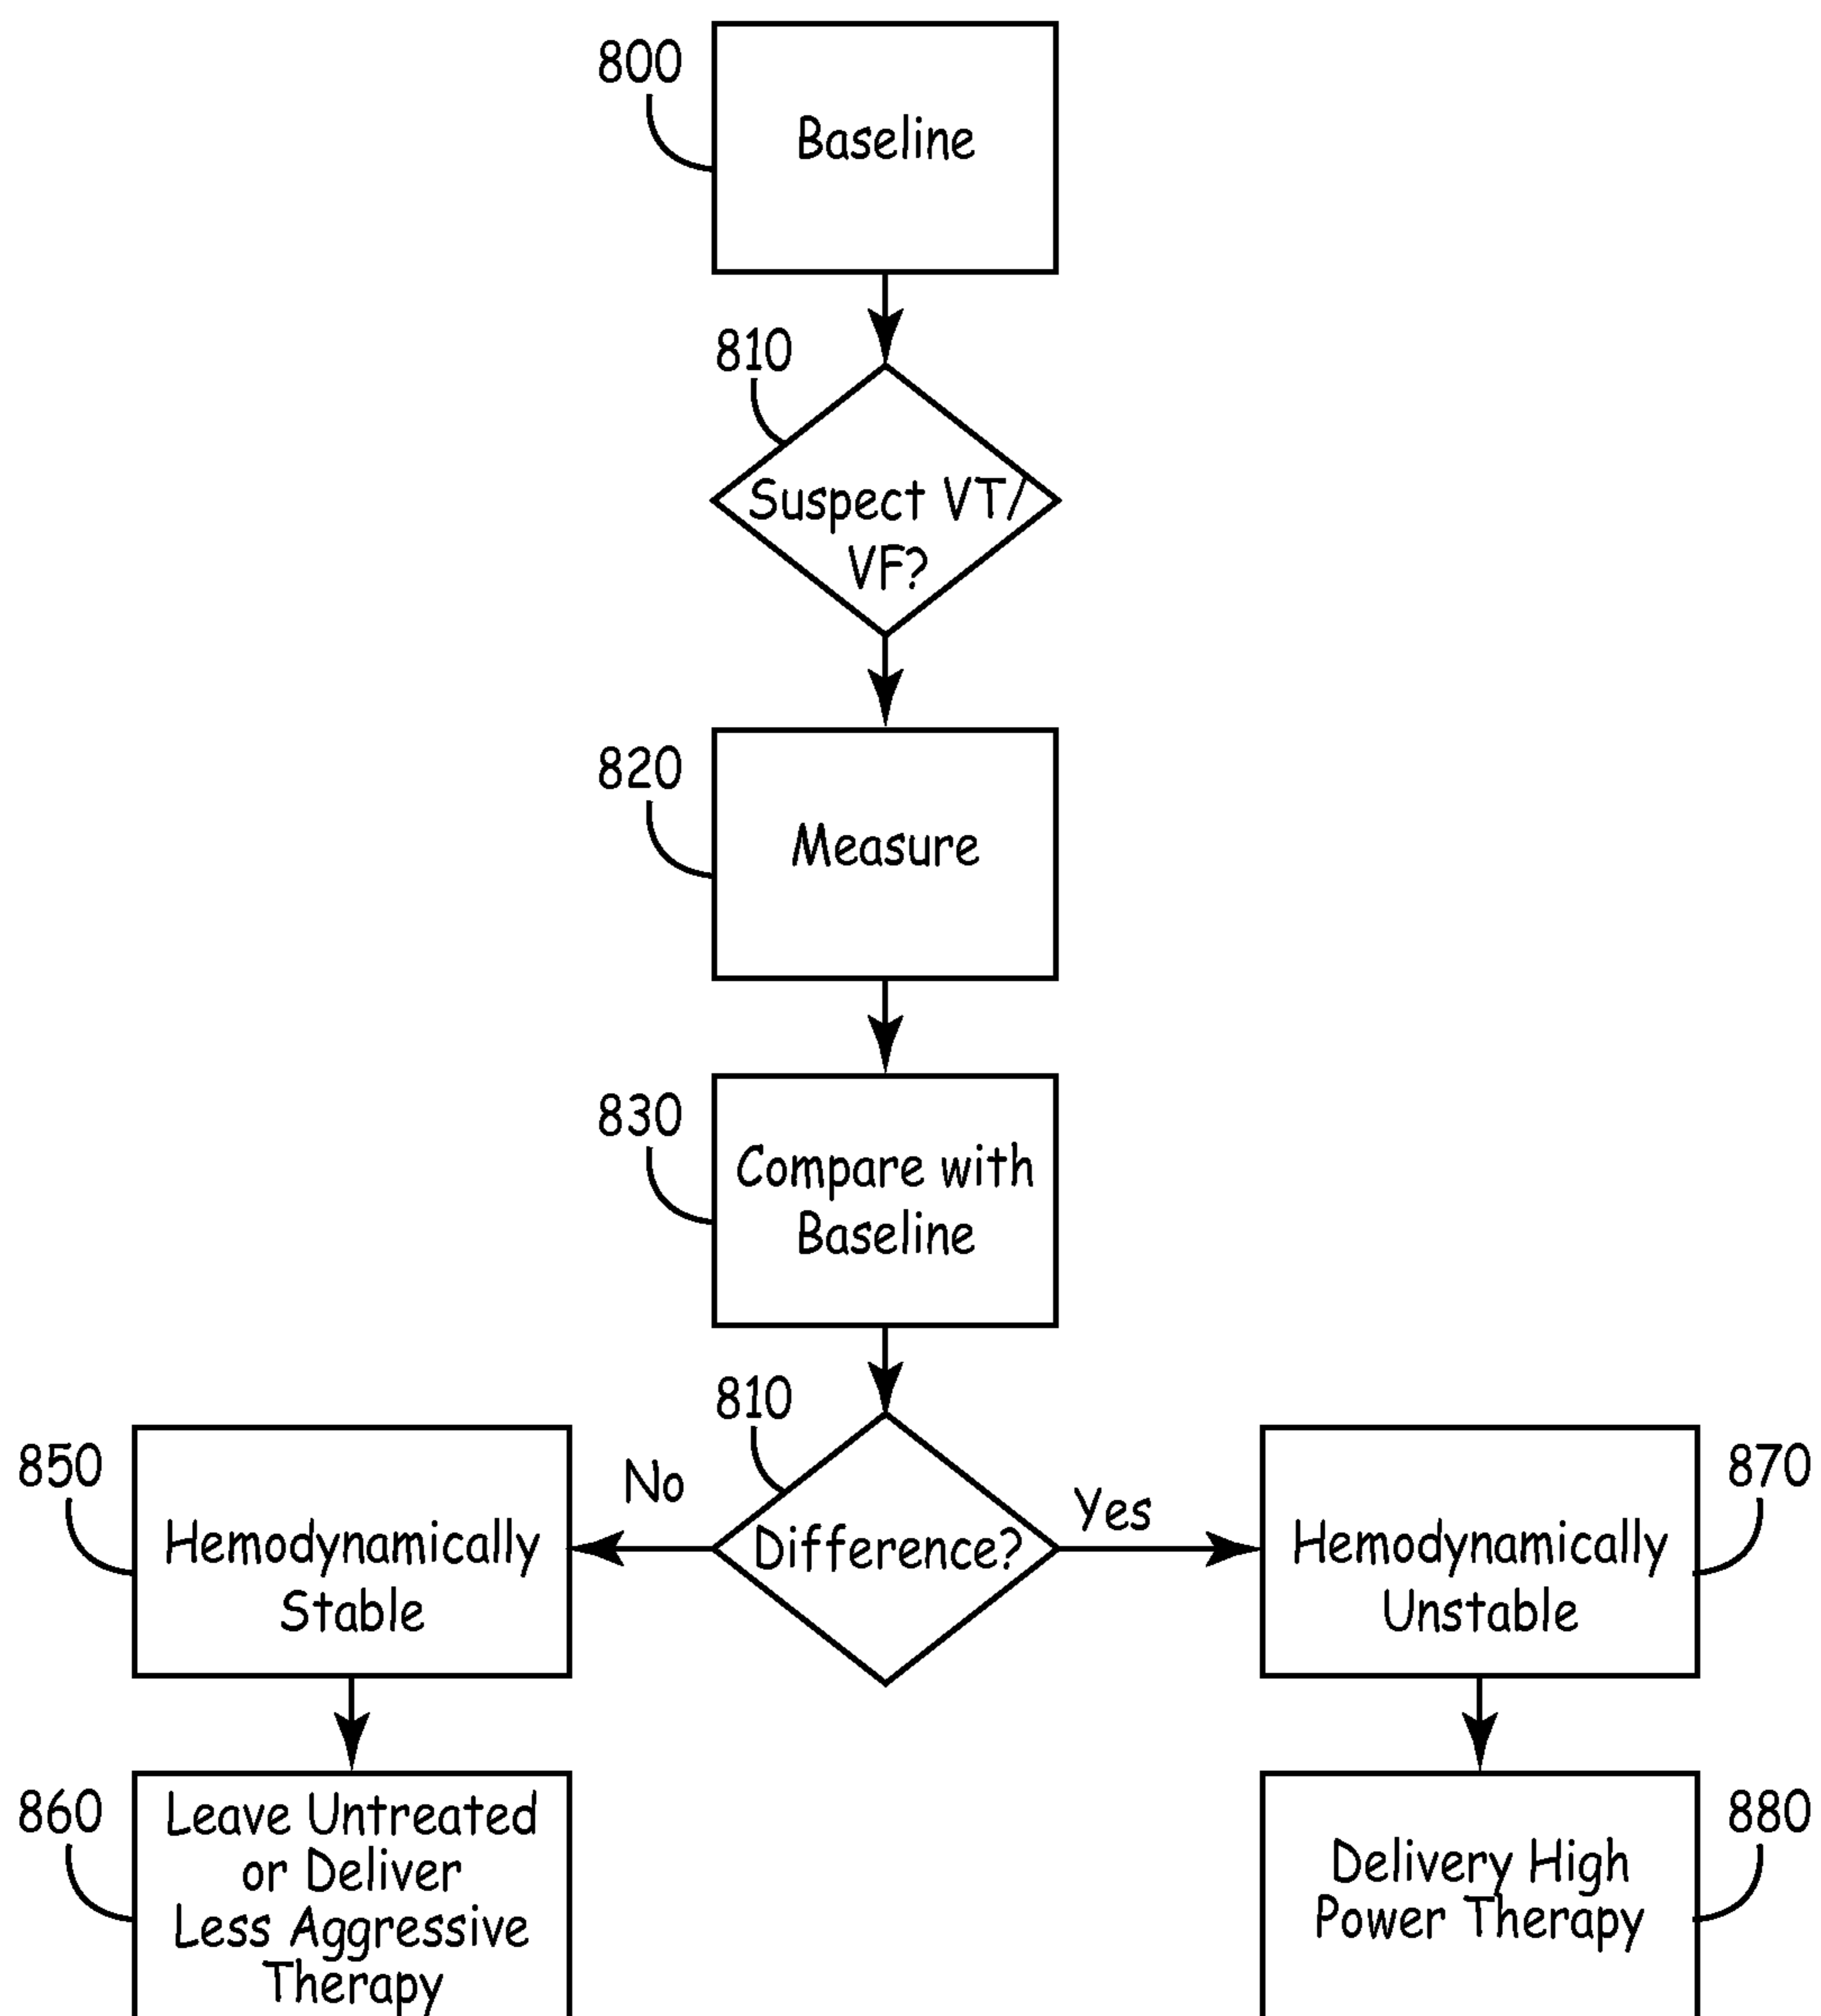 800
Baseline
810
Suspect VT/
VF?
820
Measure
830
Compare with
Baseline
810
850
No
Yes
870
Hemodynamically
Stable
Difference?
Hemodynamically
Unstable
860
Leave Untreated
or Deliver
Less Aggressive
Therapy
880
Delivery High
Power Therapy